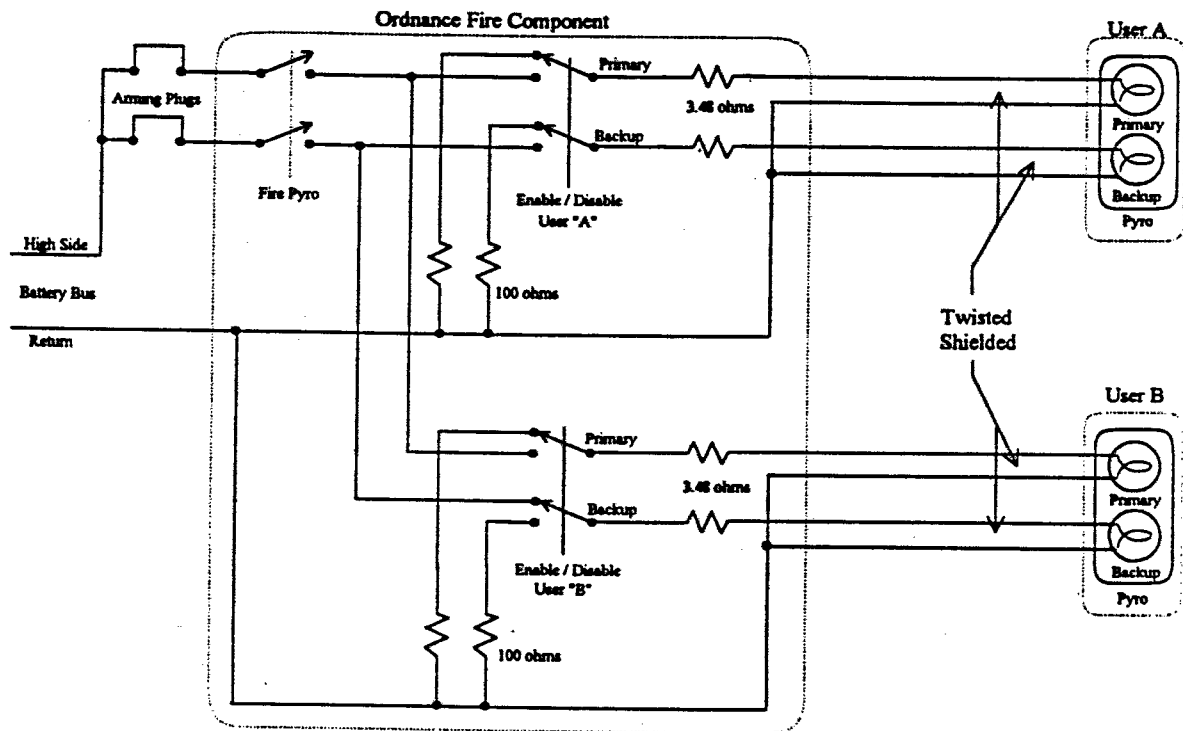 Ordnance Fire Component
User A
Arming Plugs
Primary
3.48 ohms
Primary
Backup
Fire Pyro
Enable / Disable
User "A"
Backup
Pyro
High Side
Battery Bus
100 ohms
Return
Twisted
Shielded
User B
Primary
3.48 ohms
Primary
Backup
Enable / Disable
User "B"
Backup
Pyro
100 ohms